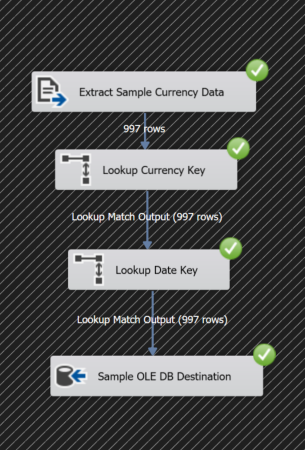 Extract Sample Currency Data
997 rows
Lookup Currency Key
Lookup Match Output (997 rows)
Lookup Date Key
Lookup Match Output (997 rows)
Sample OLE DB Destination